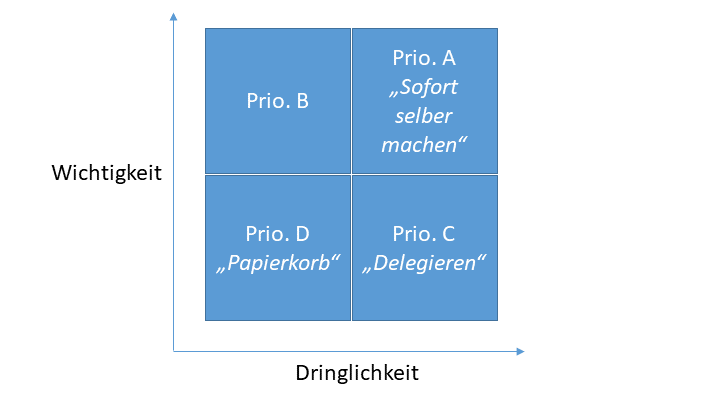 Prio. B
Prio. A
„Sofort
selber
machen“
Wichtigkeit
Prio. D
„Papierkorb“
Prio. C
„Delegieren“
Dringlichkeit